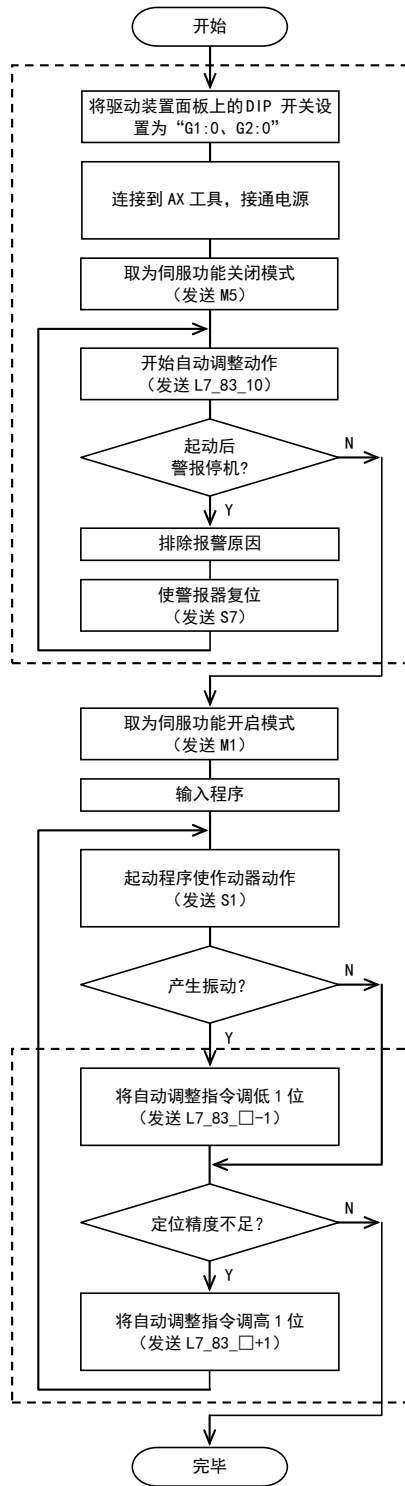 开始
将驱动装置面板上的DIP 开关设
置为“G1:0、G2:0”
连接到 AX 工具，接通电源
取为伺服功能关闭模式
（发送 M5）
开始自动调整动作
（发送 L7_83_10）
起动后
警报停机?
N
Y
排除报警原因
使警报器复位
（发送 S7）
取为伺服功能开启模式
（发送 M1）
输入程序
起动程序使作动器动作
（发送 S1）
产生振动?
N
Y
将自动调整指令调低 1 位
（发送 L7_83_□-1）
定位精度不足?
N
Y
将自动调整指令调高 1 位
（发送 L7_83_□+1）
完毕